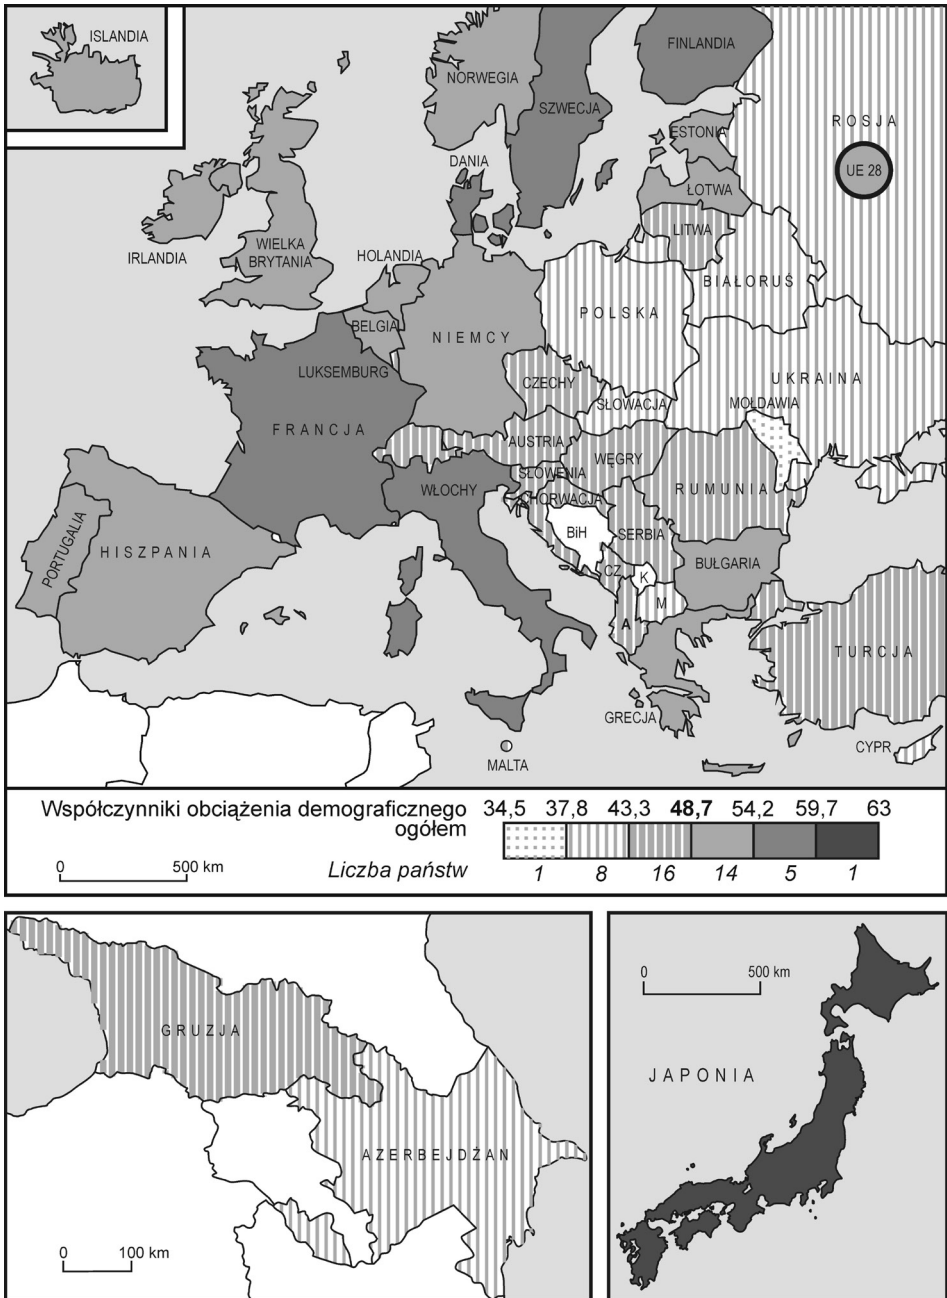 ISLANDIA
FINLANDIA
NORWEGIA
SZWECJA
ROSJA
ESTONIA
DANIA
UE 28
ŁOTWA
LITWA
WIELKA
BRYTANIA
IRLANDIA
HOLANDIA
BIAŁORUŚ
POLSKA
BELGIA
NIEMCY
LUKSEMBURG
CZECHY
UKRAINA
SŁOWACJA
MOŁDAWIA
FRANCJA
AUSTRIA
WĘGRY
SŁOWENIA
WŁOCHY
RUMUNIA
CHORWACJA
PORTUGALIA
HISZPANIA
BiH
SERBIA
BUŁGARIA
CZ
K
M
A
TURCJA
GRECJA
CYPR
MALTA
Współczynniki obciążenia demograficznego
ogółem
34,5 37,8 43,3 48,7 54,2 59,7 63
0 500 km
Liczba państw
1 8 16 14 5 1
GRUZJA
AZERBEJDŻAN
0 100 km
0 500 km
JAPONIA